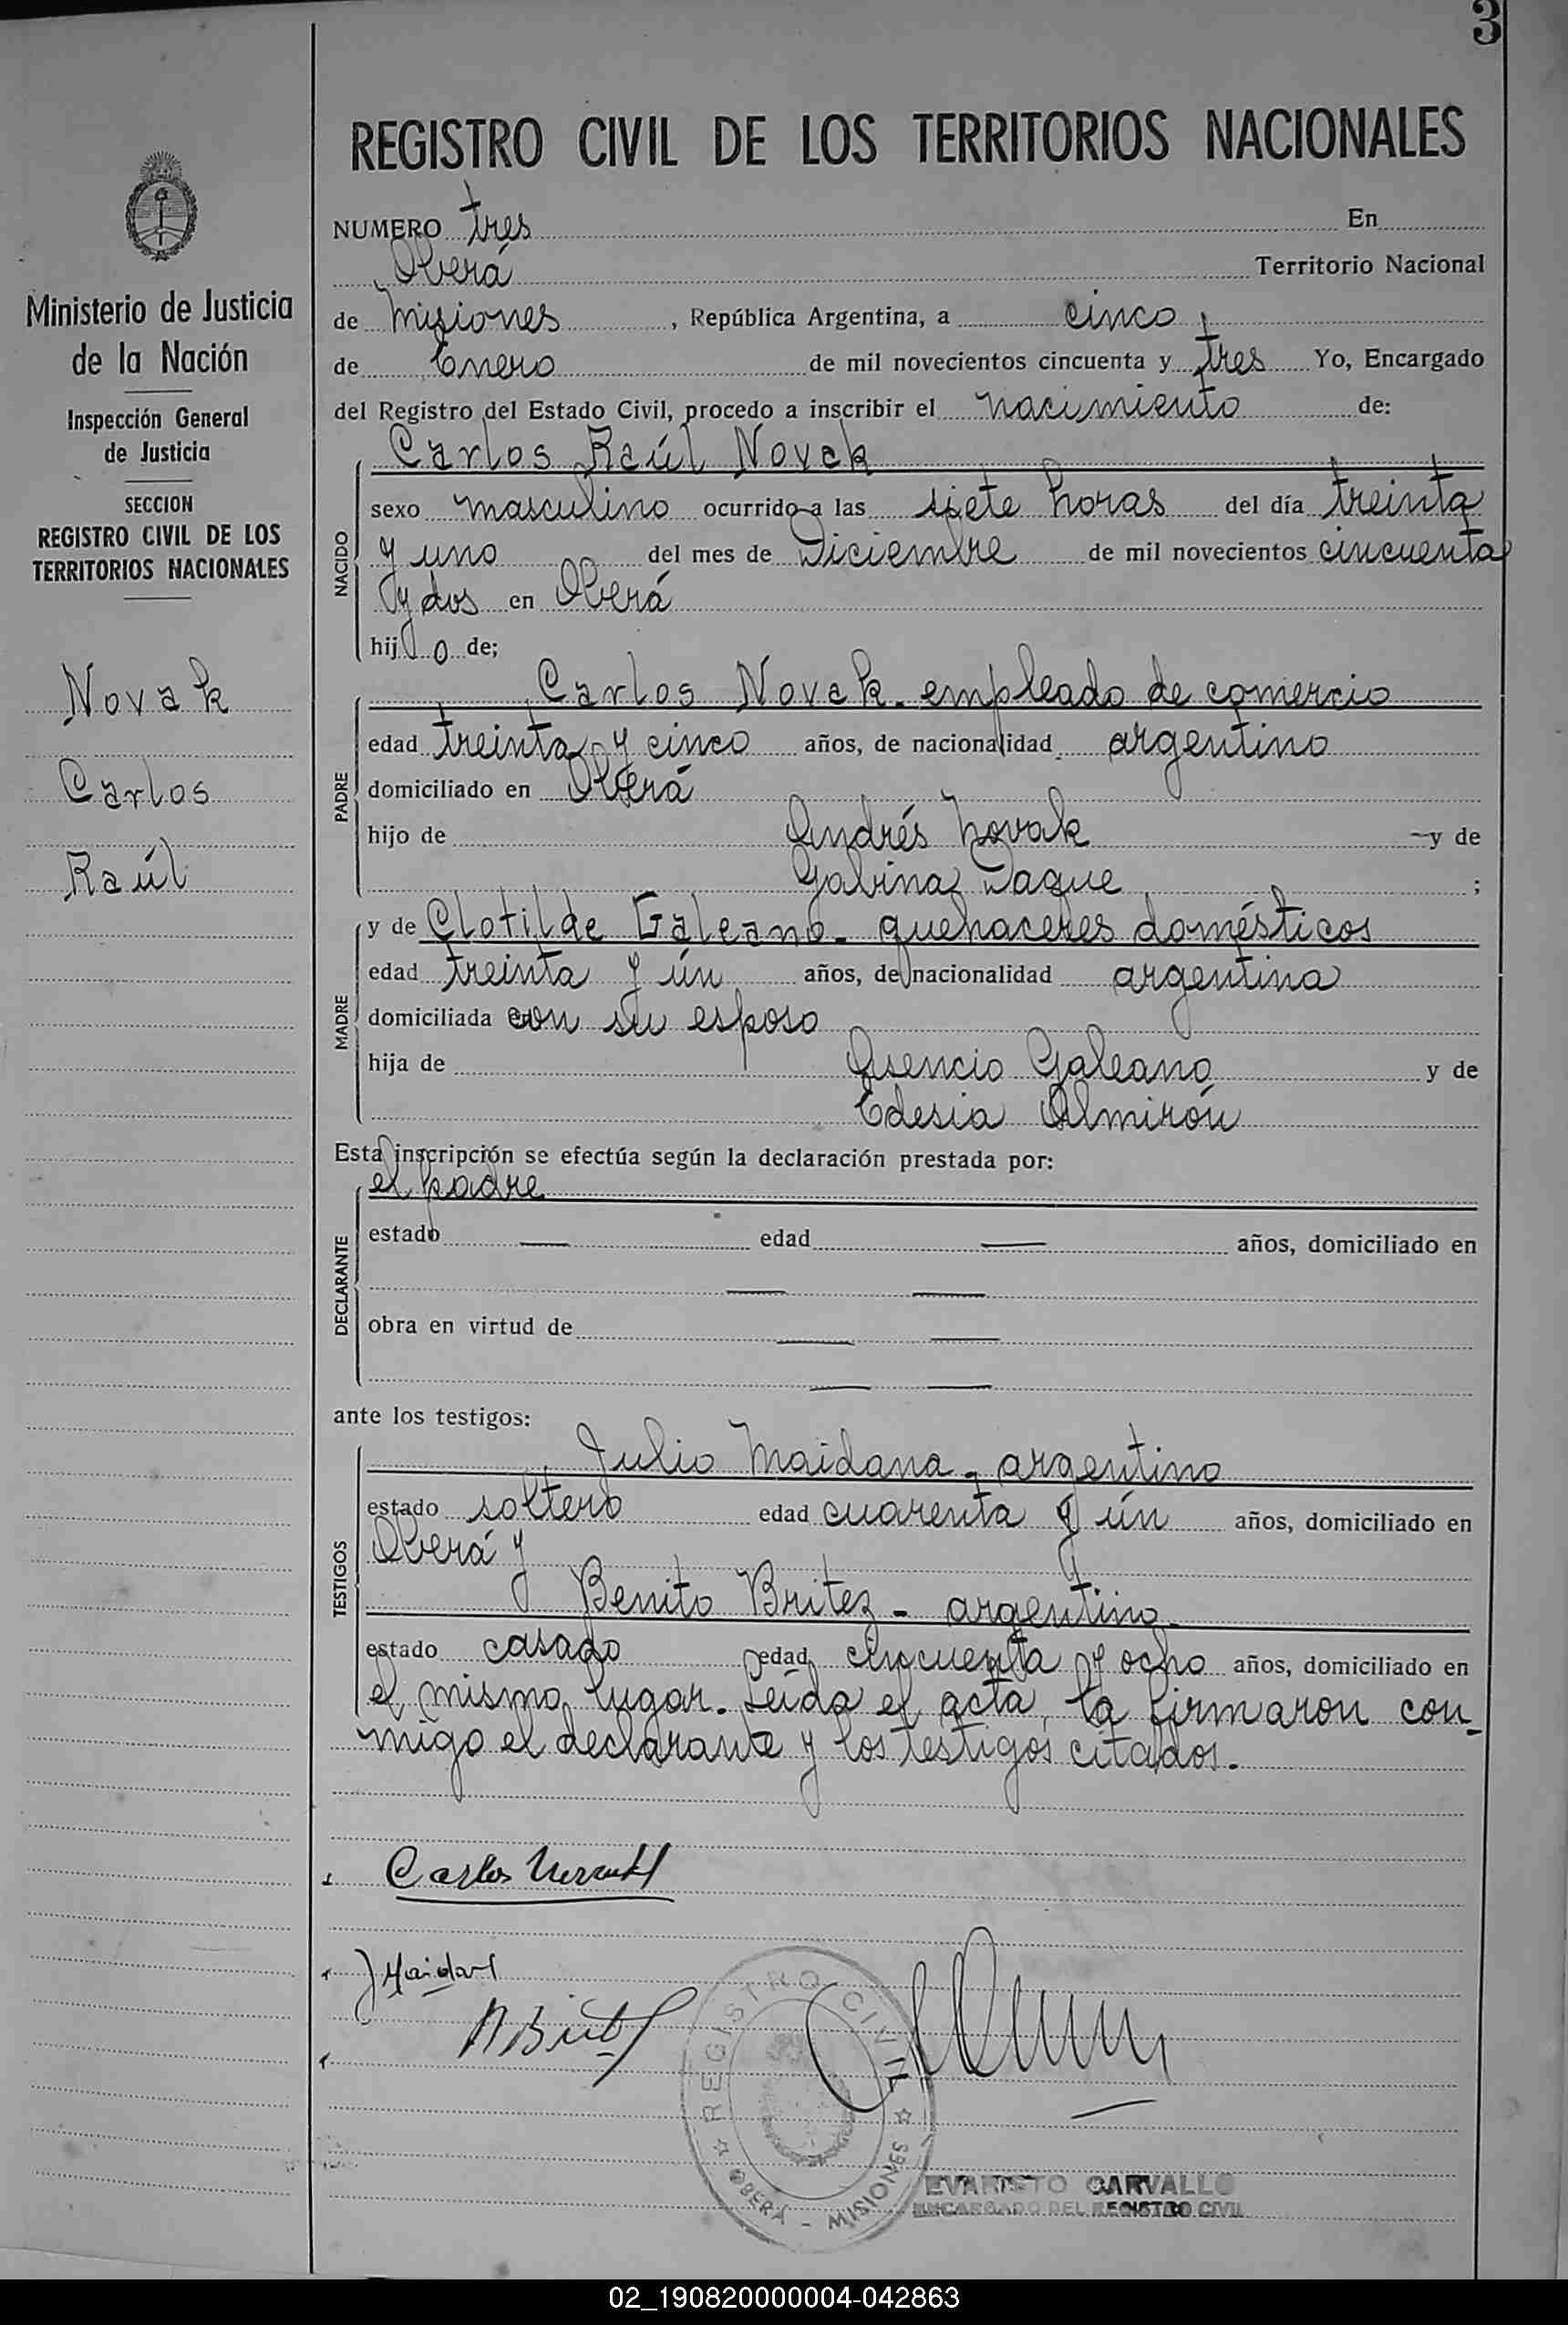 3
REGISTRO CIVIL DE LOS TERRITORIOS NACIONALES
Ministerio de Justicia
de la Nación
Inspección General
de Justicia
SECCION
REGISTRO CIVIL DE LOS
TERRITORIOS NACIONALES
Novak
Carlos
Raúl
NUMERO tres En
Oberá Territorio Nacional
de Misiones , República Argentina, a cinco
de Enero de mil novecientos cincuenta y tres Yo, Encargado
del Registro del Estado Civil, procedo a inscribir el nacimiento de:
NACIDO
Carlos Raúl Novak
sexo masculino ocurrido a las siete horas del día treinta
y uno del mes de Diciembre de mil novecientos cincuenta
y dos en Oberá
hijo de;
PADRE
Carlos Novak - empleado de comercio
edad treinta y cinco años, de nacionalidad argentino
domiciliado en Oberá
hijo de Andrés Novak y de
Gabina Daque ;
MADRE
y de Clotilde Galeano - quehaceres domésticos
edad treinta y ún años, de nacionalidad argentina
domiciliada con su esposo
hija de Asencio Galeano y de
Edesia Almirón
Esta inscripción se efectúa según la declaración prestada por:
DECLARANTE
el padre
estado — edad — años, domiciliado en
— —
obra en virtud de — —
— —
ante los testigos:
TESTIGOS
Julio Maidana - argentino
estado soltero edad cuarenta y ún años, domiciliado en
Oberá y
Benito Britez - argentino
estado casado edad cincuenta y ocho años, domiciliado en
el mismo lugar. Leída el acta, la firmaron con-
migo el declarante y los testigos citados.
Carlos
J Maidana
REGISTRO CIVIL
OBERÁ - MISIONES
EVARISTO CARVALLO
ENCARGADO DEL REGISTRO CIVIL
02_190820000004-042863